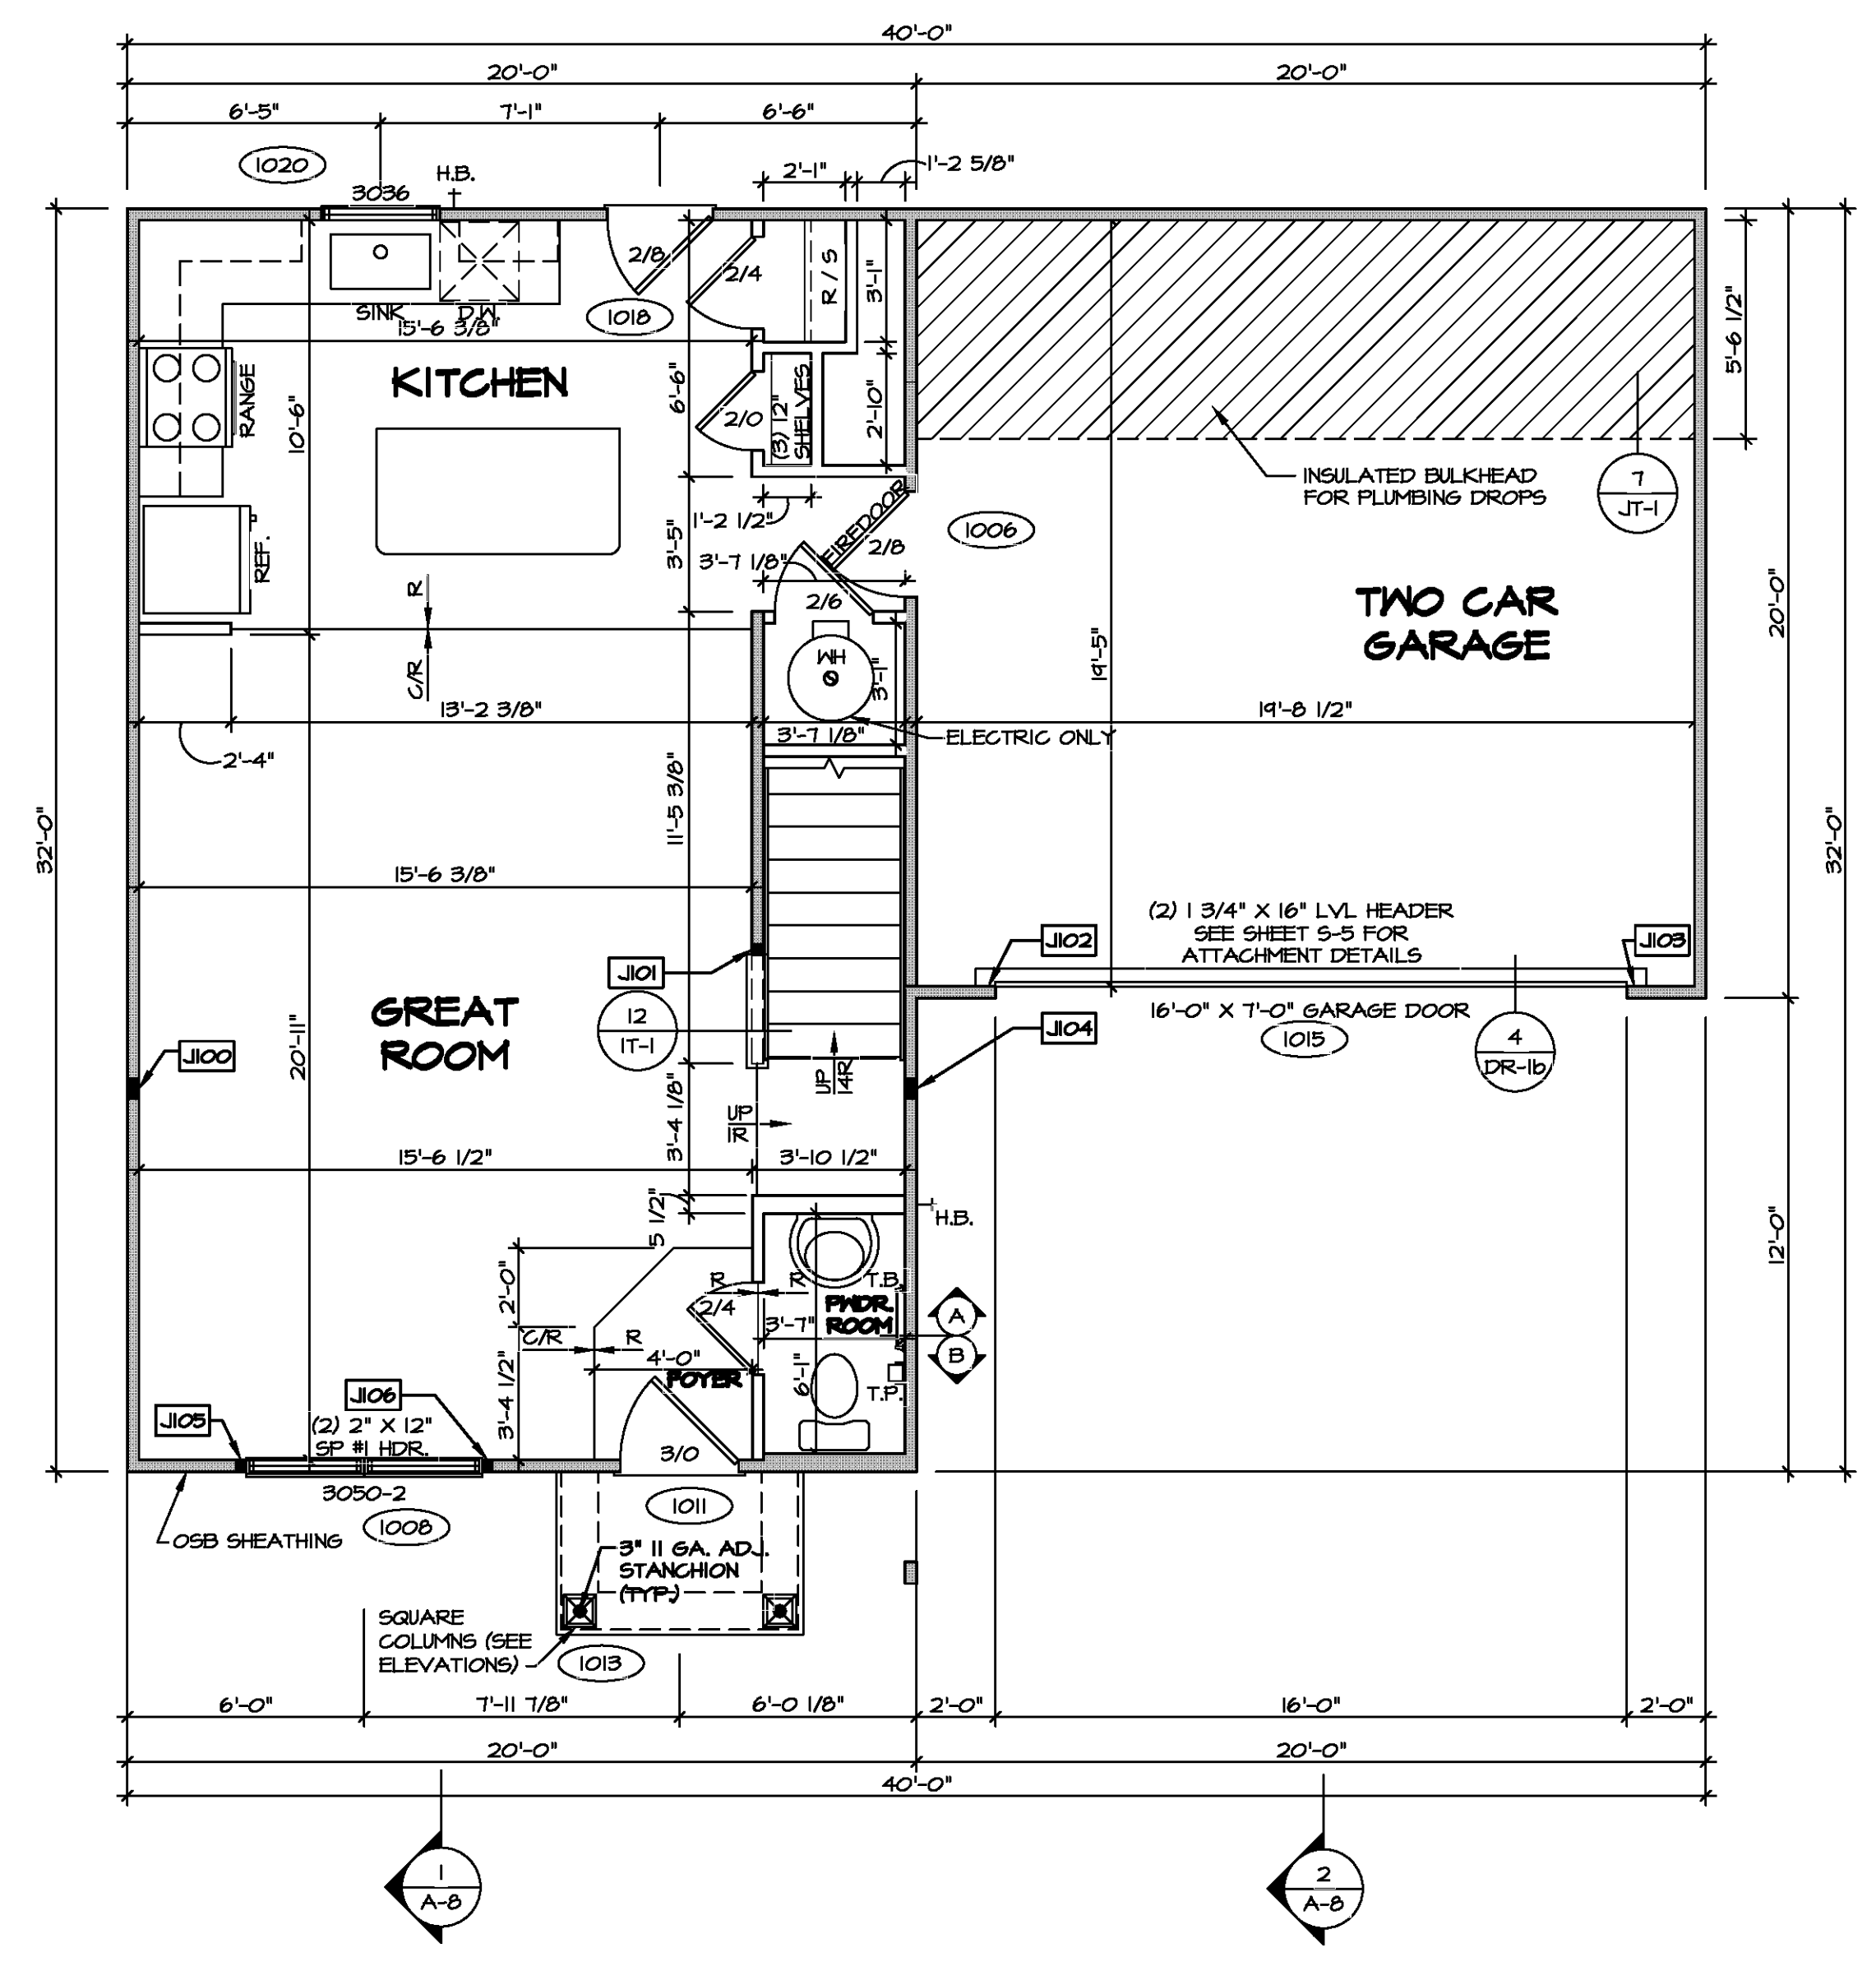 40'-0"
20'-0"
20'-0"
6'-5"
7'-1"
6'-6"
1020
H.B.
2'-1"
1'-2 5/8"
3036
2/8
2/4
R / S
3'-1"
5'-6 1/2"
SINK
D.W.
1018
15'-6 3/8"
RANGE
KITCHEN
10'-6"
6'-6"
2/0
(3) 12"
SHELVES
2'-10"
INSULATED BULKHEAD
FOR PLUMBING DROPS
7
JT-1
REF.
1'-2 1/2"
3'-5"
FIREDOOR
2/8
1006
3'-7 1/8"
2/6
R
C/R
TWO CAR
GARAGE
20'-0"
WH
3'-1"
19'-5"
13'-2 3/8"
3'-7 1/8"
19'-8 1/2"
ELECTRIC ONLY
2'-4"
32'-0"
11'-5 3/8"
32'-0"
15'-6 3/8"
(2) 1 3/4" X 16" LVL HEADER
SEE SHEET S-5 FOR
ATTACHMENT DETAILS
J102
J103
J101
GREAT
ROOM
12
1T-1
16'-0" X 7'-0" GARAGE DOOR
J104
1015
4
DR-1b
J100
20'-11"
UP
14R
UP
1R
3'-4 1/8"
15'-6 1/2"
3'-10 1/2"
5 1/2"
H.B.
12'-0"
2'-0"
R
R
T.B.
2/4
PWDR.
ROOM
3'-7"
A
B
C/R
R
4'-0"
FOYER
6'-1"
T.P.
3'-4 1/2"
J106
J105
(2) 2" X 12"
SP #1 HDR.
3/0
3050-2
1008
1011
OSB SHEATHING
3" 11 GA. ADJ.
STANCHION
(TYP.)
SQUARE
COLUMNS (SEE
ELEVATIONS)
1013
6'-0"
7'-11 7/8"
6'-0 1/8"
2'-0"
16'-0"
2'-0"
20'-0"
20'-0"
40'-0"
1
A-8
2
A-8